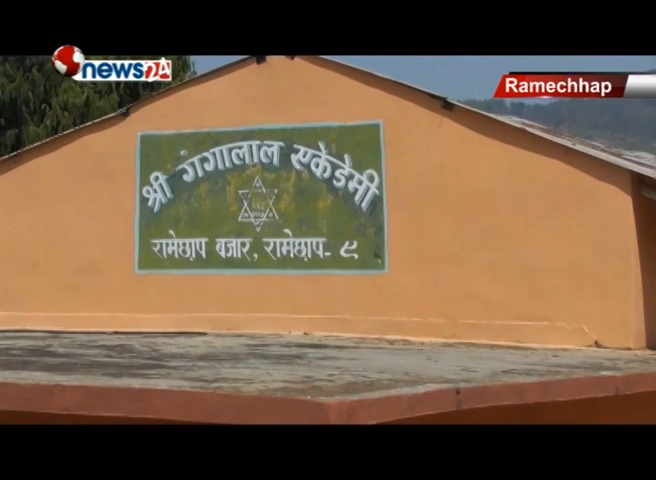 news24
Ramechhap
श्री गंगालाल एकेडेमी
रामेछाप बजार, रामेछाप- ९